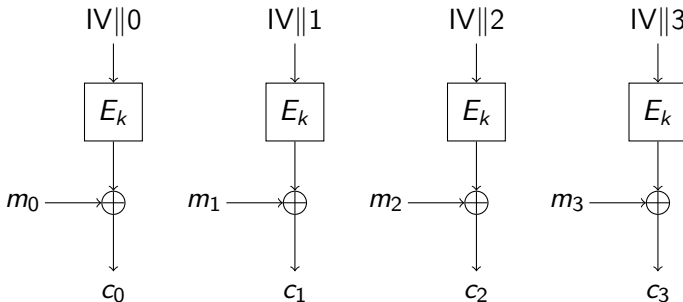 IV‖0 IV‖1 IV‖2 IV‖3
E_k E_k E_k E_k
m_0 m_1 m_2 m_3
c_0 c_1 c_2 c_3